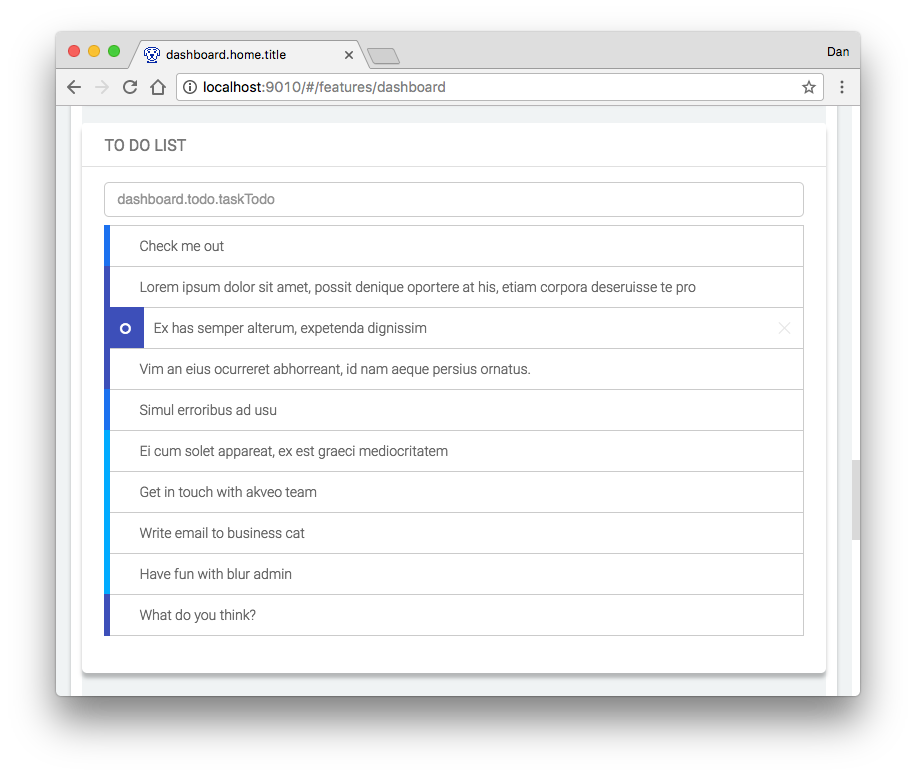 dashboard.home.title
Dan
localhost:9010/#/features/dashboard
TO DO LIST
dashboard.todo.taskTodo
Check me out
Lorem ipsum dolor sit amet, possit denique oportere at his, etiam corpora deseruisse te pro
Ex has semper alterum, expetenda dignissim
Vim an eius ocurreret abhorreant, id nam aeque persius ornatus.
Simul erroribus ad usu
Ei cum solet appareat, ex est graeci mediocritatem
Get in touch with akveo team
Write email to business cat
Have fun with blur admin
What do you think?